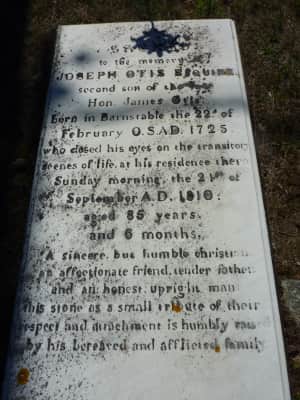 to the memory of
JOSEPH OTIS ESQUIRE
second son of the
Hon. James Otis,
born in Barnstable the 22d of
February O.S A.D. 1725
who closed his eyes on the transitory
scenes of life, at his residence there
Sunday morning, the of
September A.D. 1810:
aged 85 years,
and 6 months.
A sincere, but humble christian,
an affectionate friend, tender father
and an honest upright man:
this stone as a small tribute of their
respect and attachment is humbly raised
by his bereaved and afflicted family